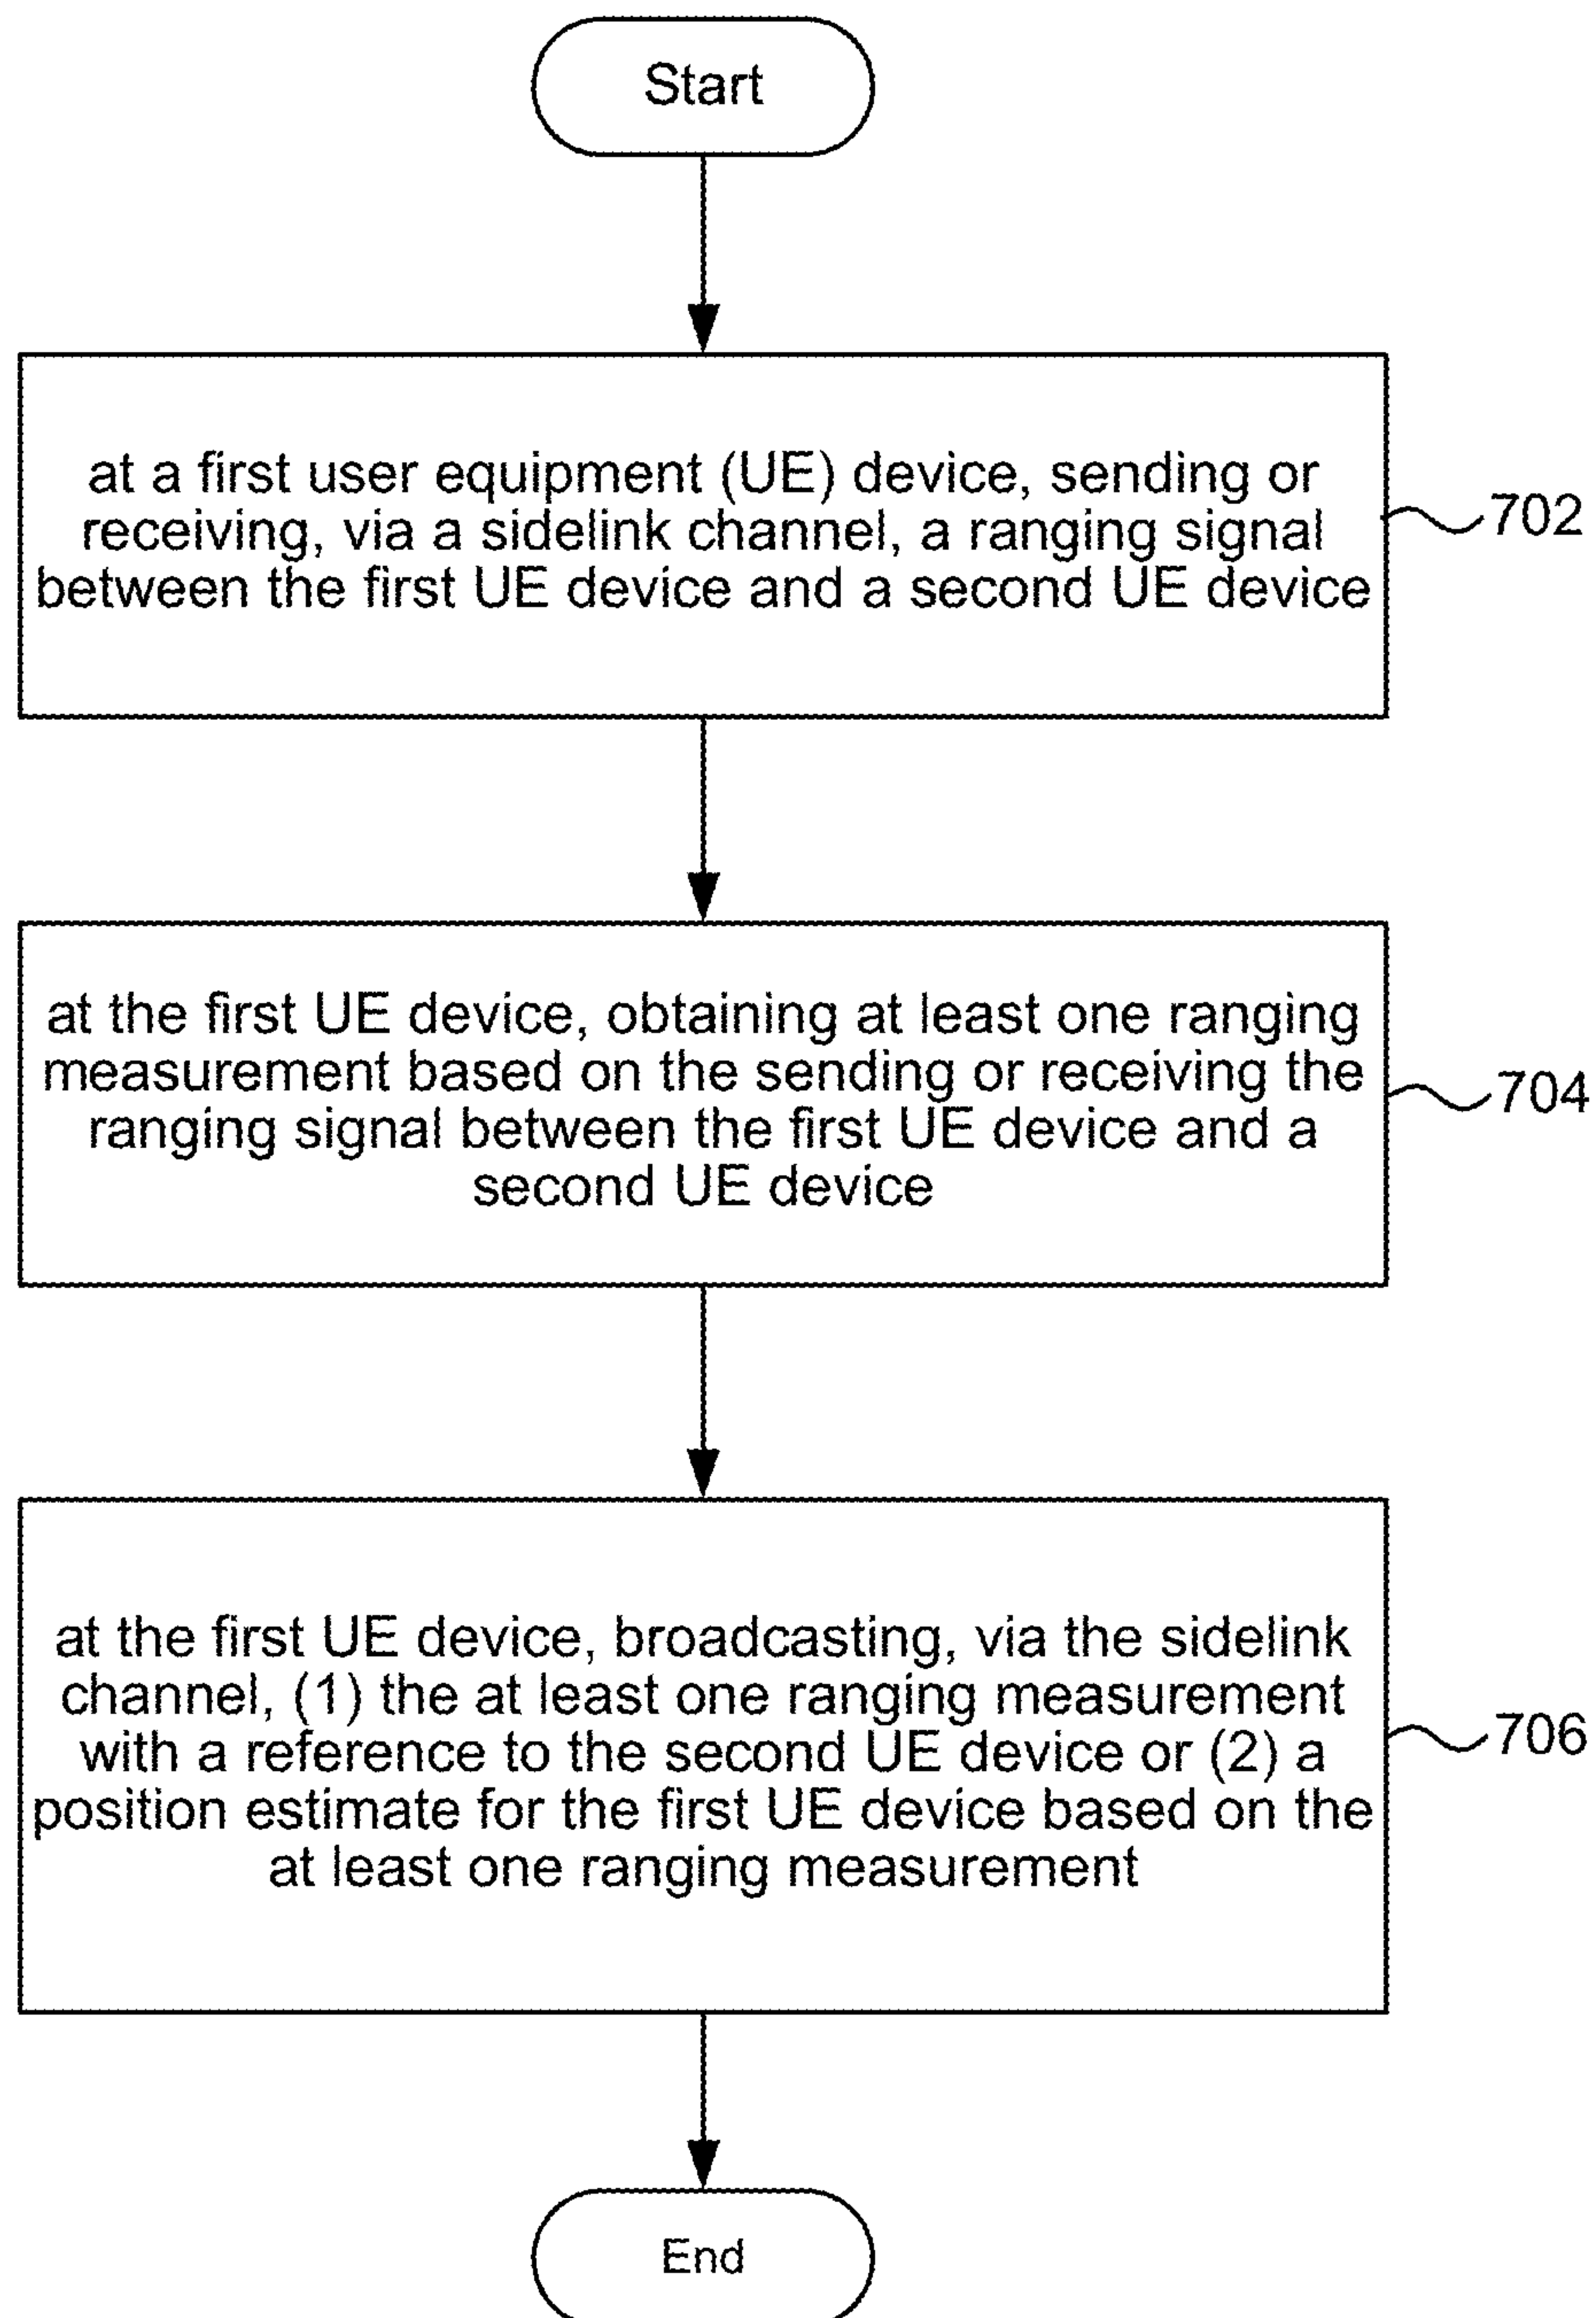 Start
at a first user equipment (UE) device, sending or
receiving, via a sidelink channel, a ranging signal
between the first UE device and a second UE device
702
at the first UE device, obtaining at least one ranging
measurement based on the sending or receiving the
ranging signal between the first UE device and a
second UE device
704
at the first UE device, broadcasting, via the sidelink
channel, (1) the at least one ranging measurement
with a reference to the second UE device or (2) a
position estimate for the first UE device based on the
at least one ranging measurement
706
End